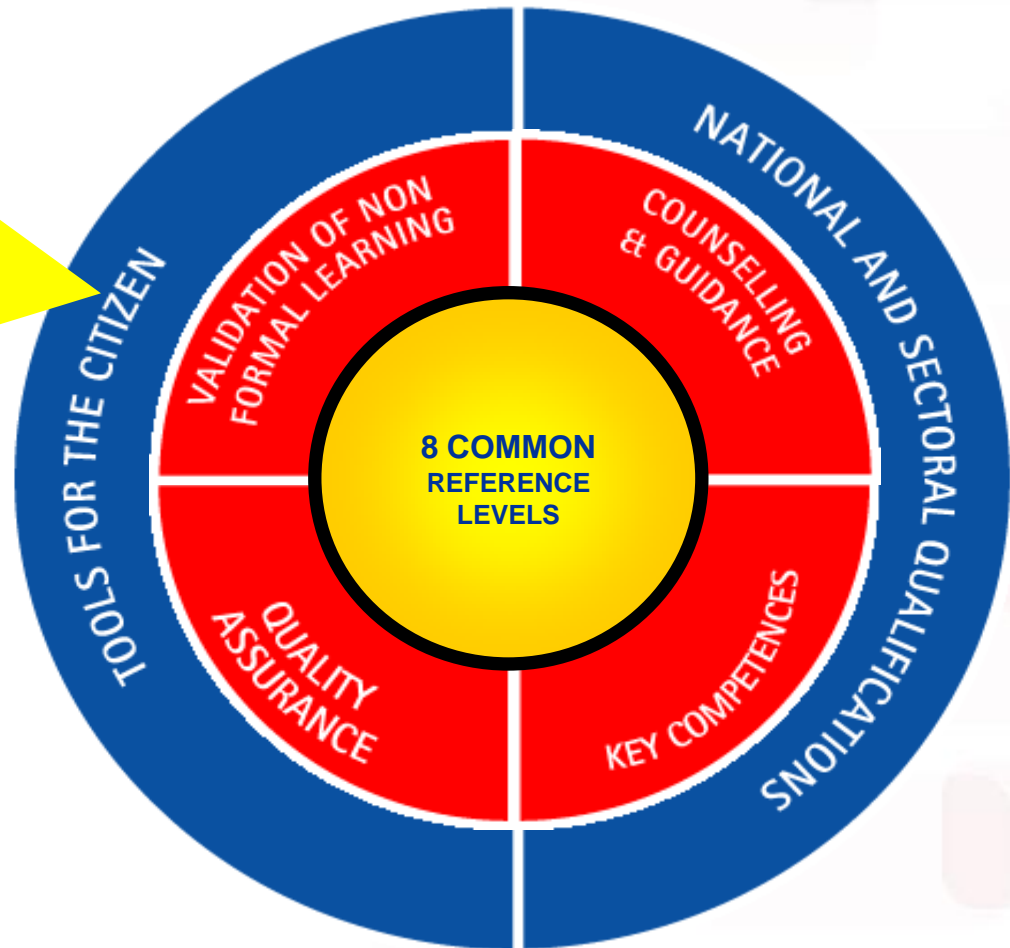 TOOLS FOR THE CITIZEN
NATIONAL AND SECTORAL QUALIFICATIONS
VALIDATION OF NON
FORMAL LEARNING
COUNSELLING
& GUIDANCE
8 COMMON
REFERENCE
LEVELS
QUALITY
ASSURANCE
KEY COMPETENCES